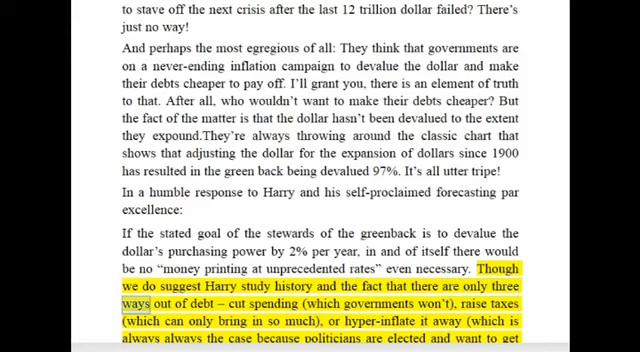 to stave off the next crisis after the last 12 trillion dollar failed? There's
just no way!
And perhaps the most egregious of all: They think that governments are
on a never-ending inflation campaign to devalue the dollar and make
their debts cheaper to pay off. I'll grant you, there is an element of truth
to that. After all, who wouldn't want to make their debts cheaper? But
the fact of the matter is that the dollar hasn't been devalued to the extent
they expound.They're always throwing around the classic chart that
shows that adjusting the dollar for the expansion of dollars since 1900
has resulted in the green back being devalued 97%. It's all utter tripe!
In a humble response to Harry and his self-proclaimed forecasting par
excellence:
If the stated goal of the stewards of the greenback is to devalue the
dollar's purchasing power by 2% per year, in and of itself there would
be no “money printing at unprecedented rates” even necessary. Though
we do suggest Harry study history and the fact that there are only three
ways out of debt – cut spending (which governments won't), raise taxes
(which can only bring in so much), or hyper-inflate it away (which is
always always the case because politicians are elected and want to get